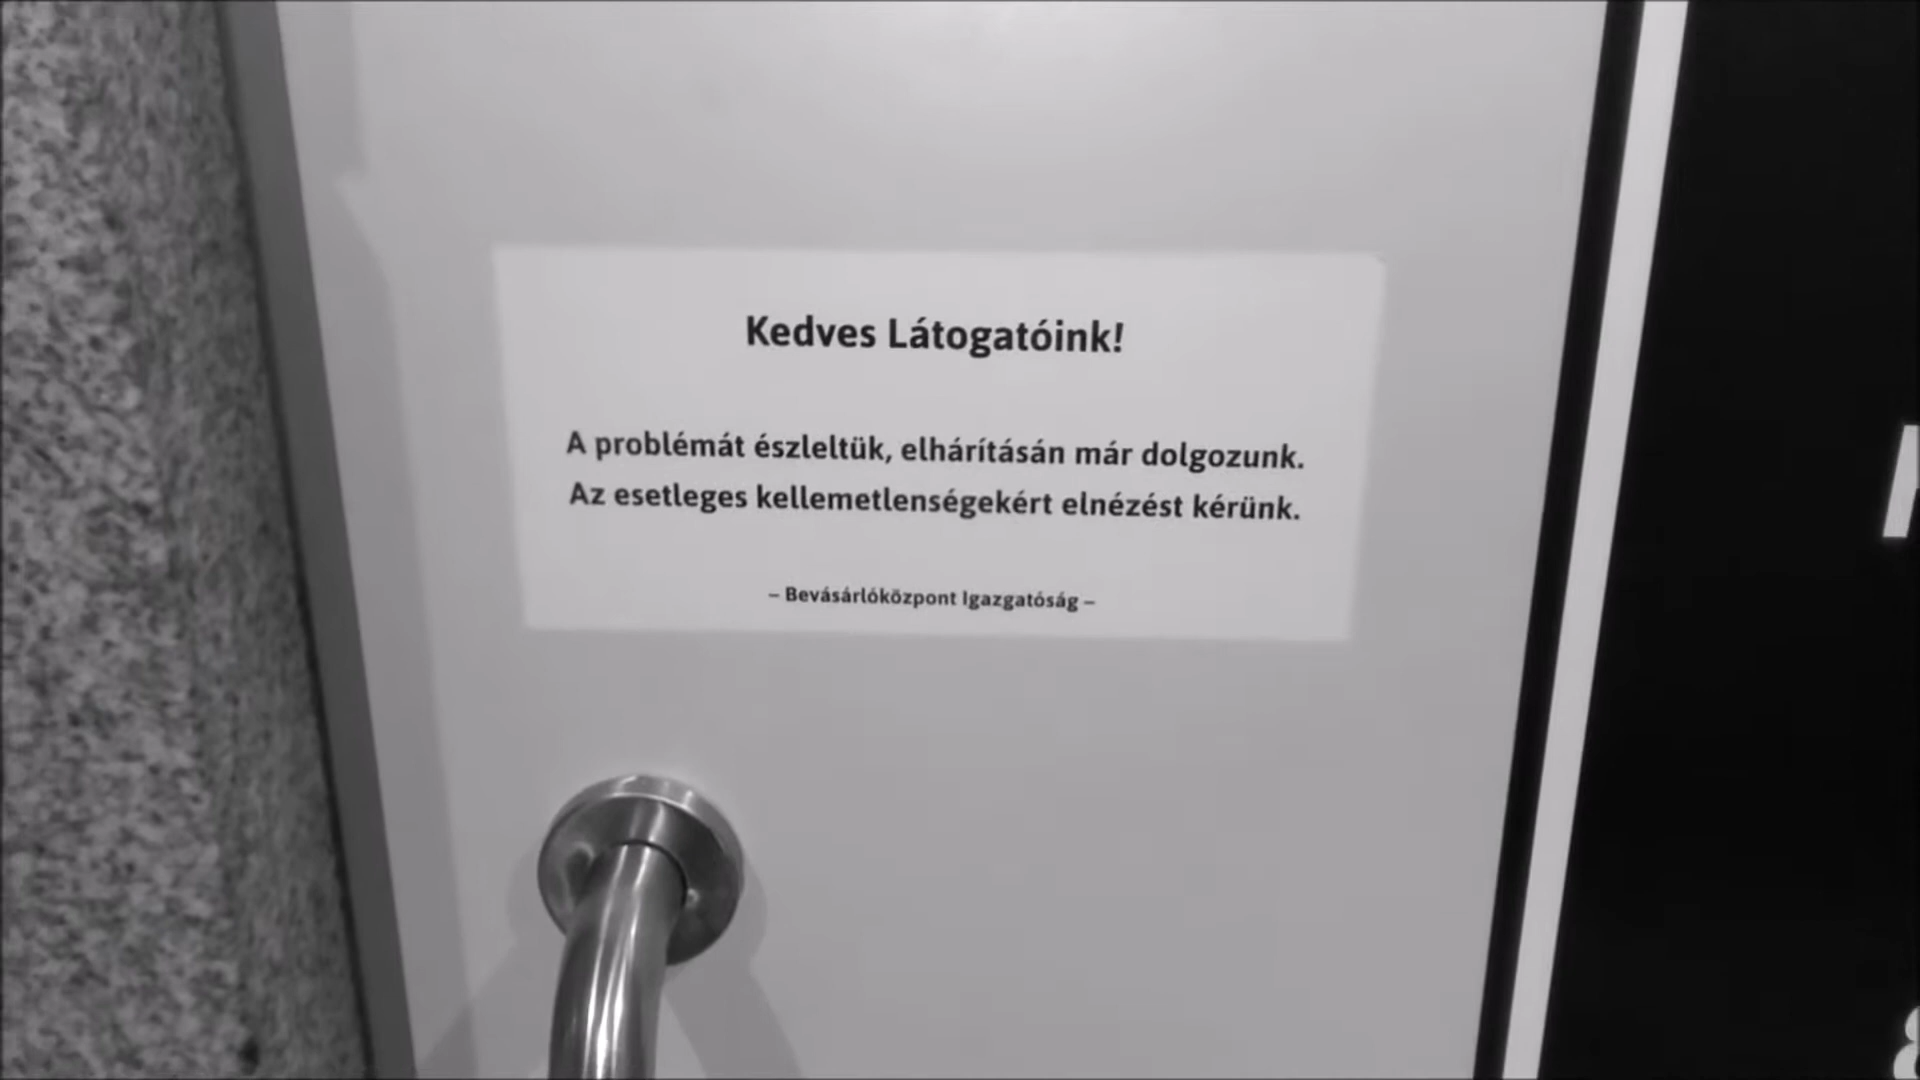 Kedves Látogatóink!
A problémát észleltük, elhárításán már dolgozunk.
Az esetleges kellemetlenségekért elnézést kérünk.
– Bevásárlóközpont Igazgatóság –